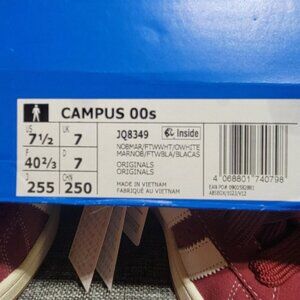 CAMPUS 00s
US 7½ UK 7
JQ8349
Inside
NOBMAR/FTWWHT/OWHITE
MARNOB/FTWBLA/BLACAS
F 40⅔ D 7
ORIGINALS
ORIGINALS
J 255 CHN 250
MADE IN VIETNAM
FABRIQUÉ AU VIETNAM
4 068801 740798